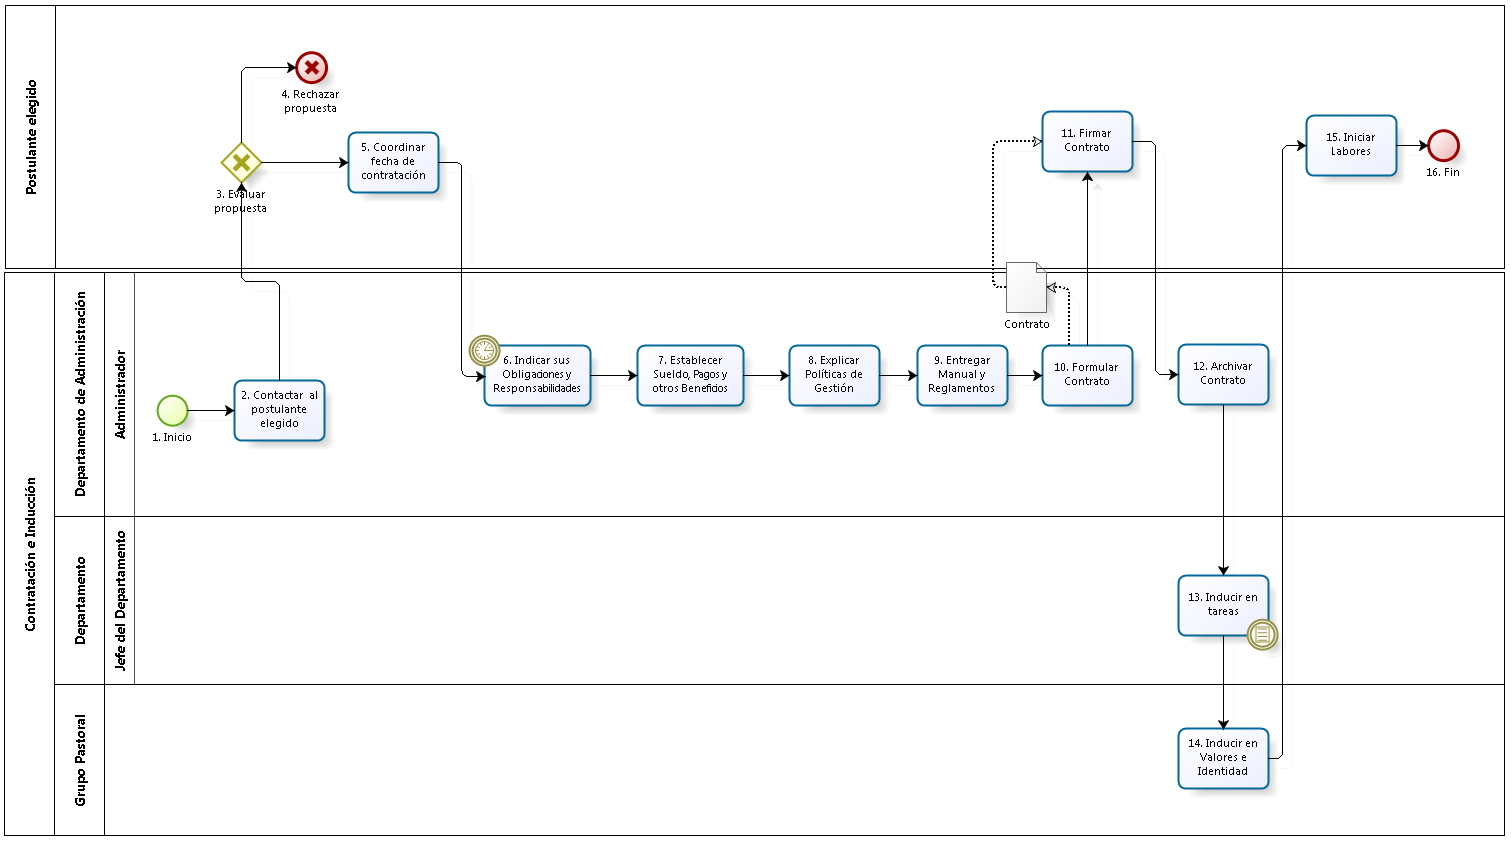 Postulante elegido
4. Rechazar
propuesta
3. Evaluar
propuesta
5. Coordinar
fecha de
contratación
11. Firmar
Contrato
15. Iniciar
Labores
16. Fin
Contratación e Inducción
Departamento de Administración
Administrador
1. Inicio
2. Contactar al
postulante
elegido
6. Indicar sus
Obligaciones y
Responsabilidades
7. Establecer
Sueldo, Pagos y
otros Beneficios
8. Explicar
Políticas de
Gestión
9. Entregar
Manual y
Reglamentos
Contrato
10. Formular
Contrato
12. Archivar
Contrato
Departamento
Jefe del Departamento
13. Inducir en
tareas
Grupo Pastoral
14. Inducir en
Valores e
Identidad